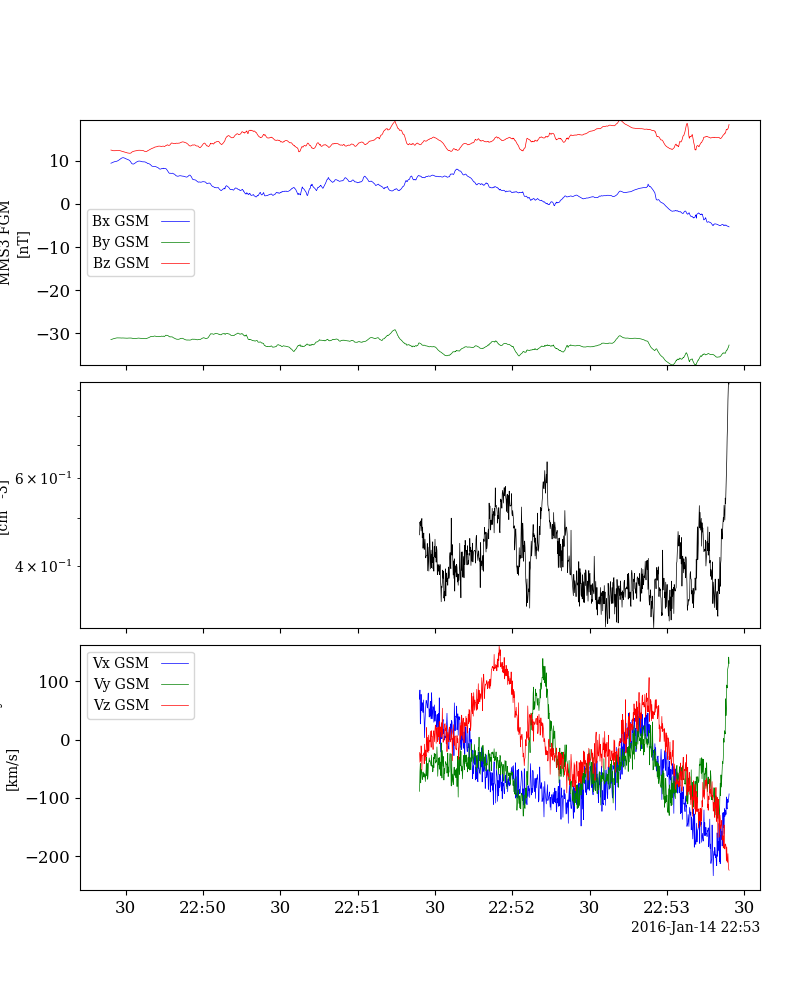 10
0
−10
−20
−30
MMS3 FGM
[nT]
Bx GSM
By GSM
Bz GSM
6 × 10⁻¹
4 × 10⁻¹
100
0
−100
−200
[km/s]
Vx GSM
Vy GSM
Vz GSM
30 22:50 30 22:51 30 22:52 30 22:53 30
2016-Jan-14 22:53